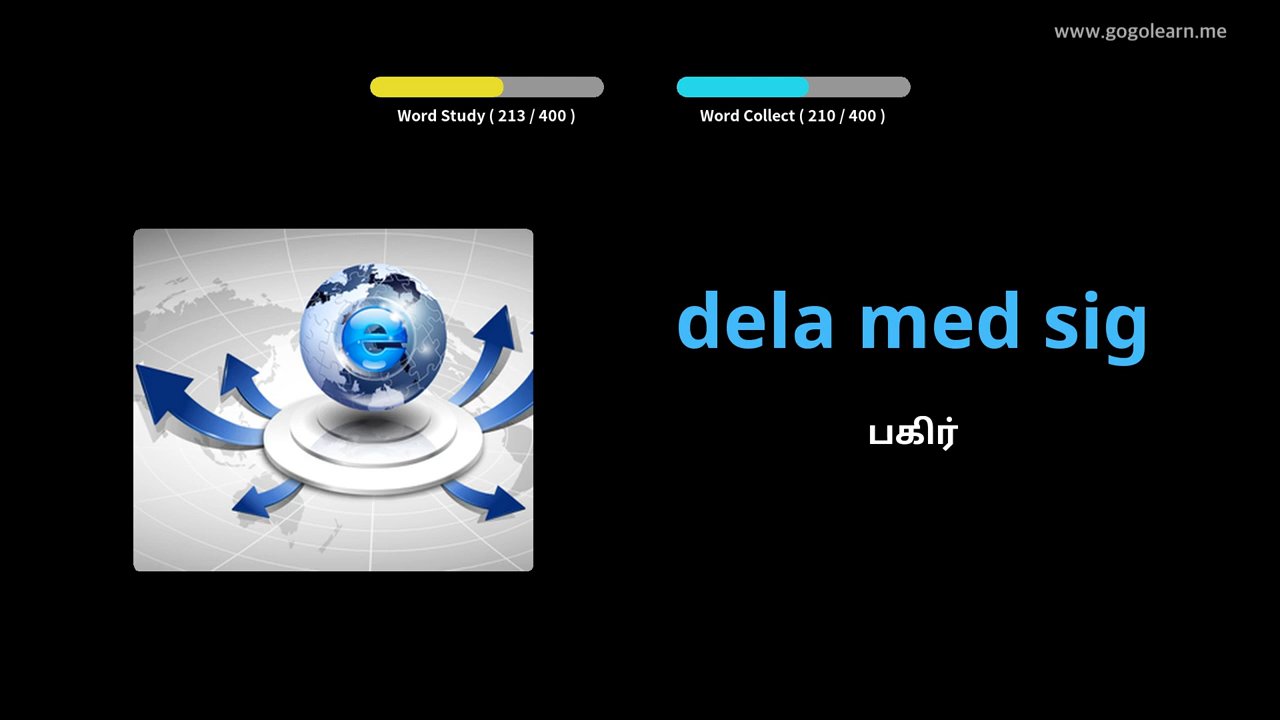 www.gogolearn.me
Word Study ( 213 / 400 )
Word Collect ( 210 / 400 )
e
dela med sig
பகிர்